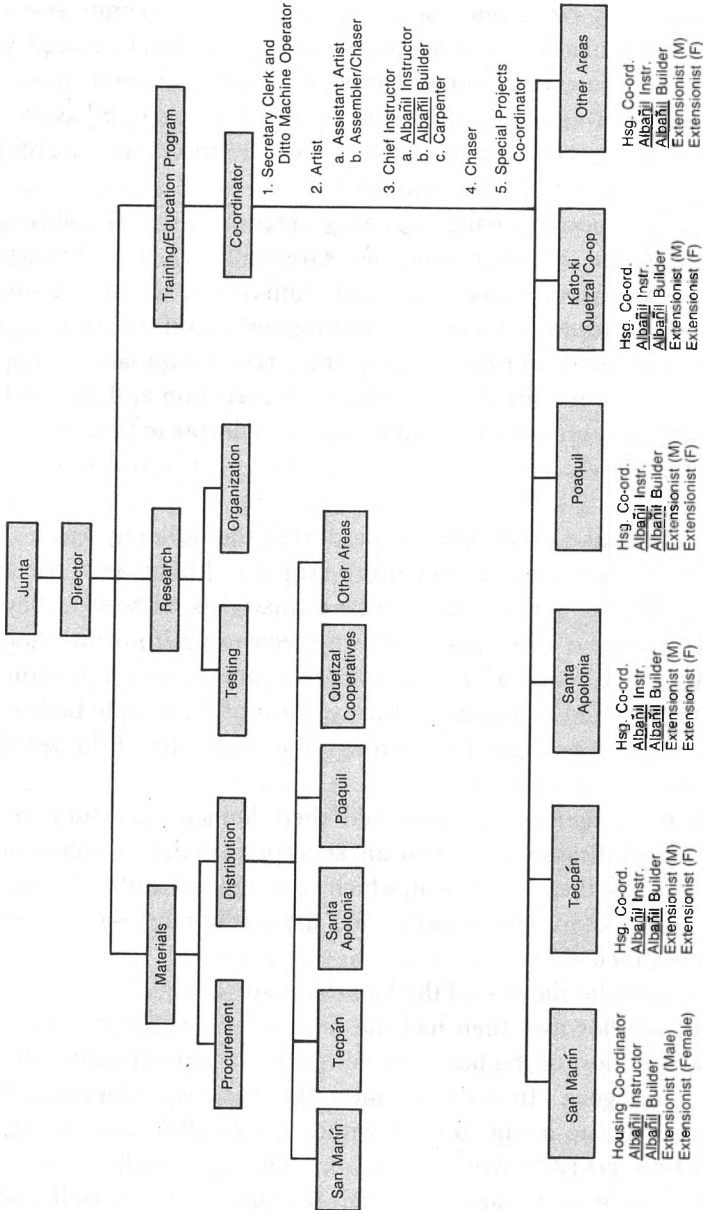 Junta
Director
Materials
Research
Training/Education Program
Procurement
Distribution
Testing
Organization
Co-ordinator
San Martín
Tecpán
Santa
Apolonia
Poaquil
Quetzal
Cooperatives
Other Areas
1. Secretary Clerk and
Ditto Machine Operator
2. Artist
a. Assistant Artist
b. Assembler/Chaser
3. Chief Instructor
a. Albañil Instructor
b. Albañil Builder
c. Carpenter
4. Chaser
5. Special Projects
Co-ordinator
San Martín
Housing Co-ordinator
Albañil Instructor
Albañil Builder
Extensionist (Male)
Extensionist (Female)
Tecpán
Hsg. Co-ord.
Albañil Instr.
Albañil Builder
Extensionist (M)
Extensionist (F)
Santa
Apolonia
Hsg. Co-ord.
Albañil Instr.
Albañil Builder
Extensionist (M)
Extensionist (F)
Poaquil
Hsg. Co-ord.
Albañil Instr.
Albañil Builder
Extensionist (M)
Extensionist (F)
Kato-ki
Quetzal Co-op
Hsg. Co-ord.
Albañil Instr.
Albañil Builder
Extensionist (M)
Extensionist (F)
Other Areas
Hsg. Co-ord.
Albañil Instr.
Albañil Builder
Extensionist (M)
Extensionist (F)